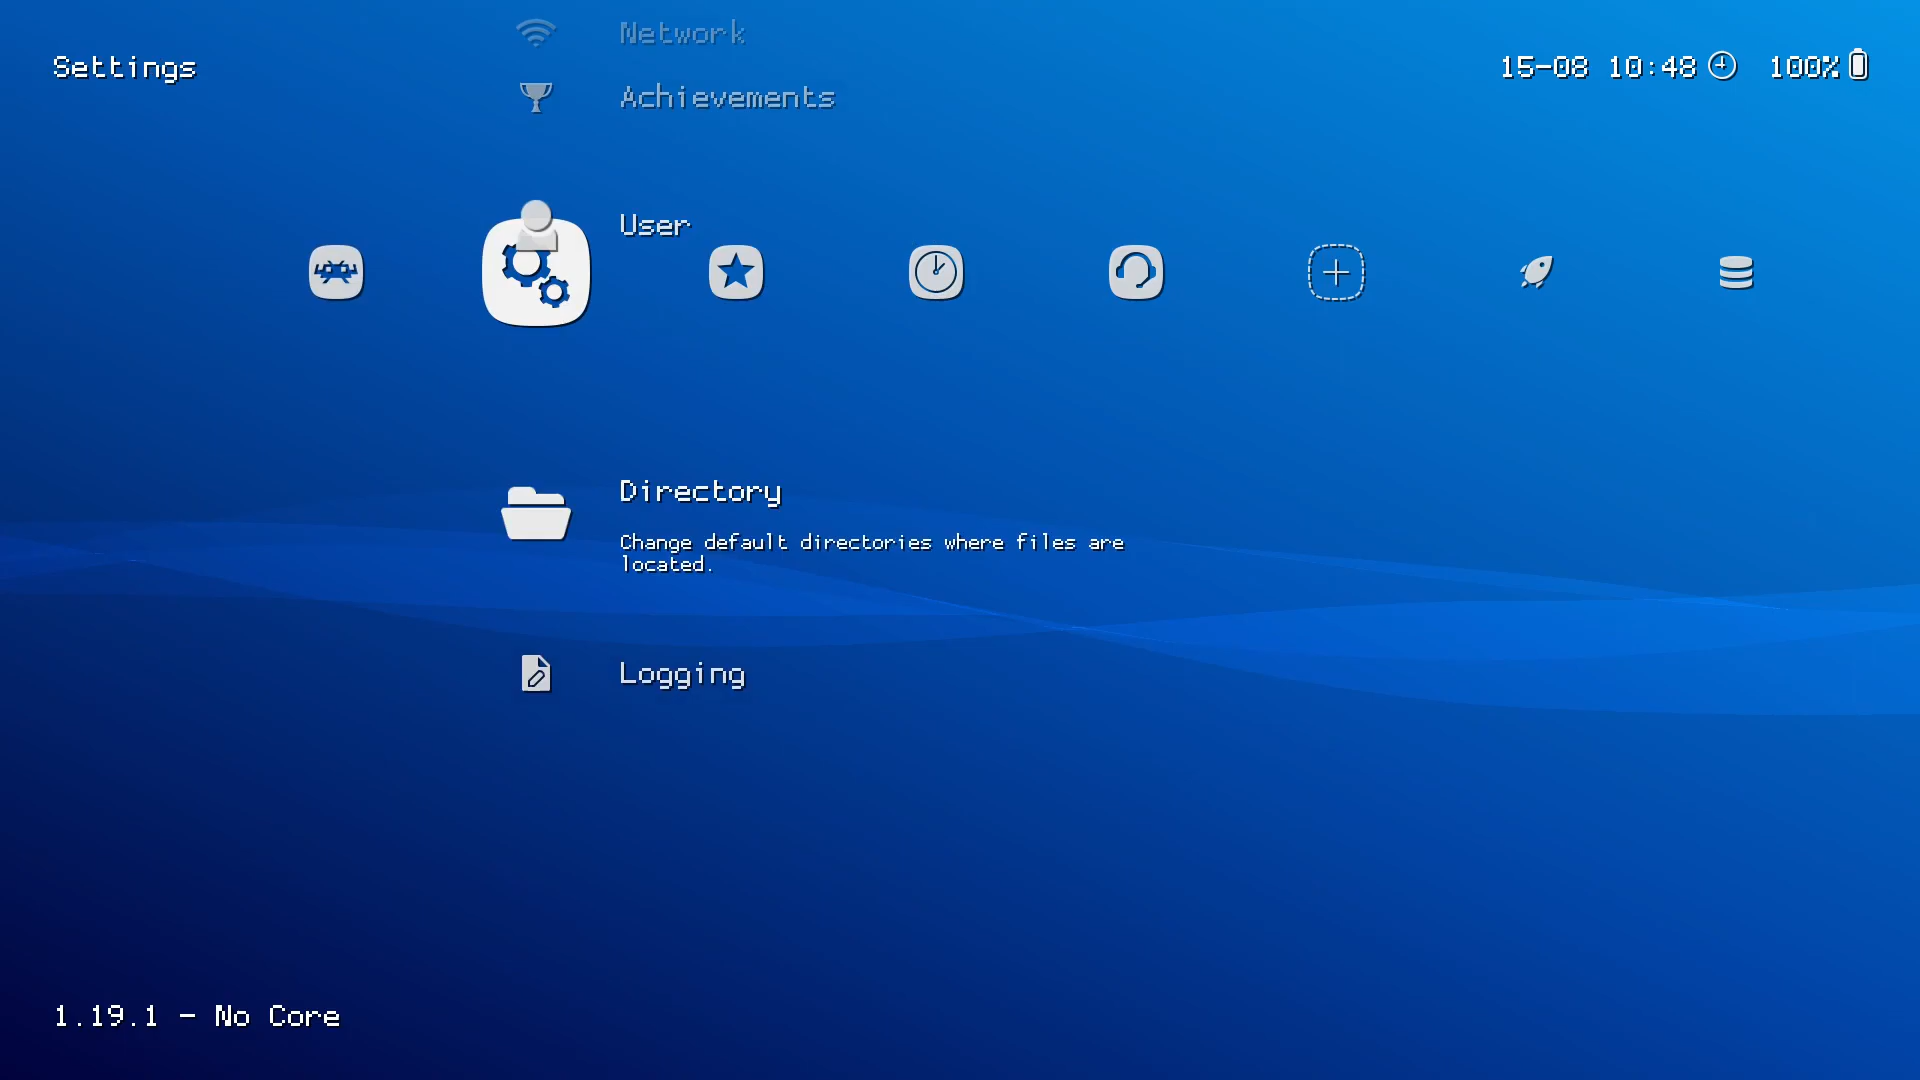 Network
Settings
15-08 10:48
100%
Achievements
User
Directory
Change default directories where files are
located.
Logging
1.19.1 - No Core